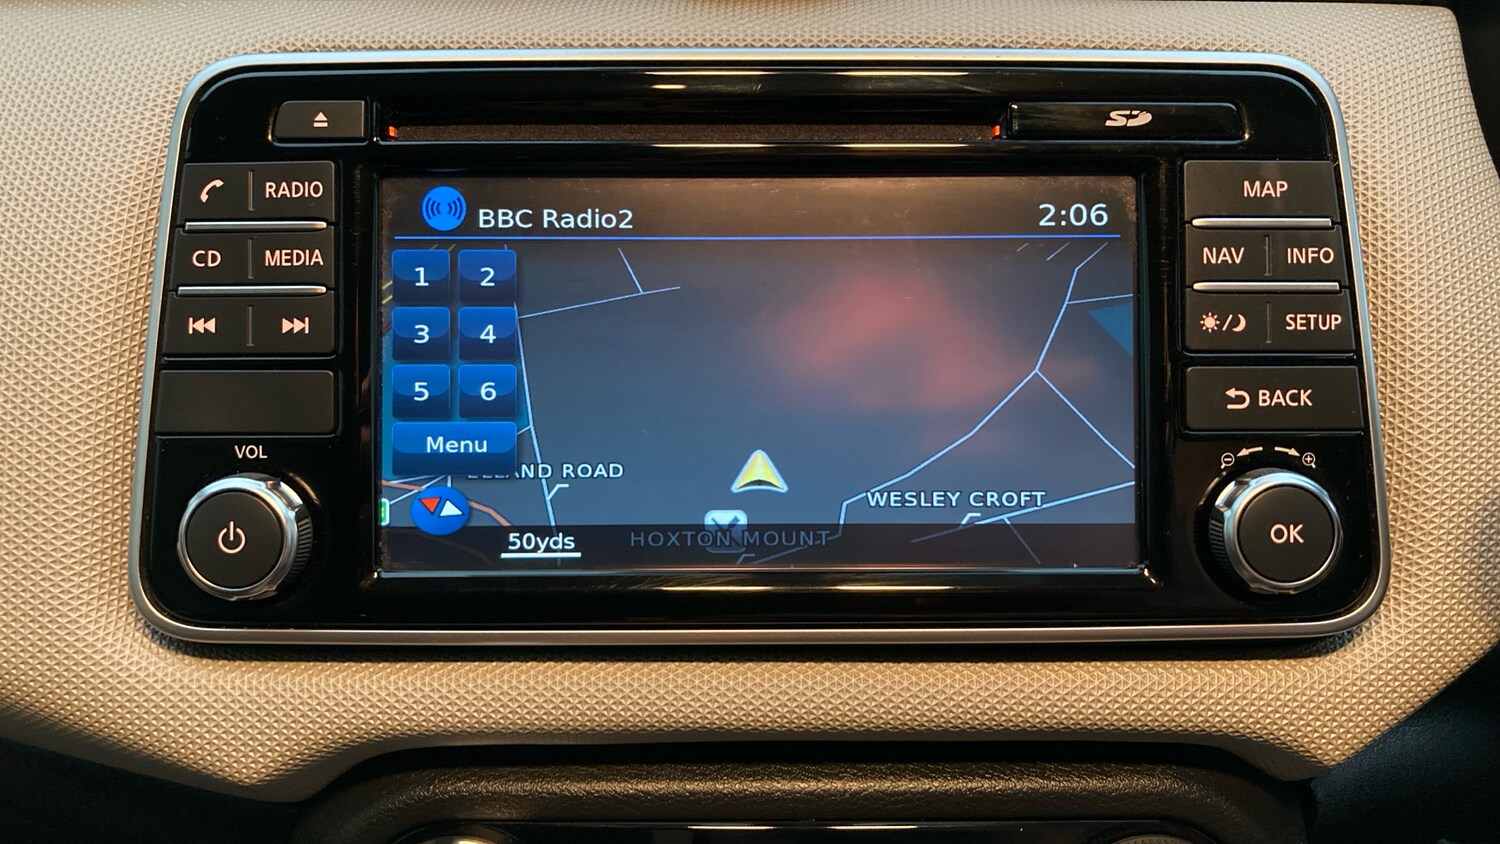 SD
RADIO
CD
MEDIA
VOL
BBC Radio2
2:06
1 2
3 4
5 6
Menu
ELLAND ROAD
WESLEY CROFT
50yds
HOXTON MOUNT
MAP
NAV
INFO
SETUP
BACK
OK